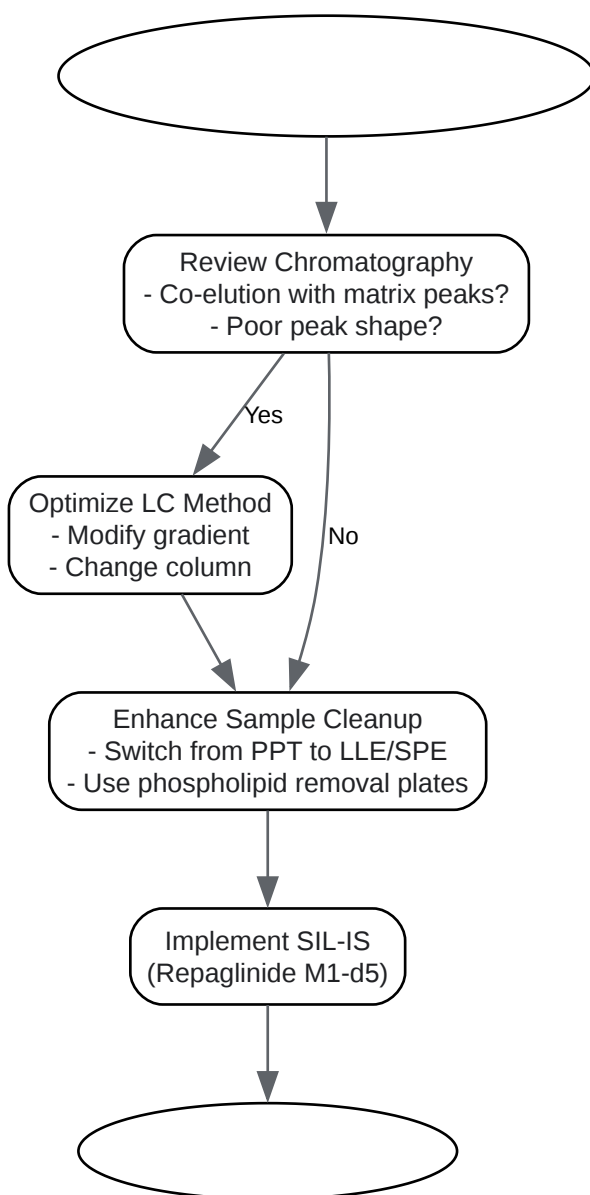 Review Chromatography
- Co-elution with matrix peaks?
- Poor peak shape?
Yes
Optimize LC Method
- Modify gradient
- Change column
No
Enhance Sample Cleanup
- Switch from PPT to LLE/SPE
- Use phospholipid removal plates
Implement SIL-IS
(Repaglinide M1-d5)